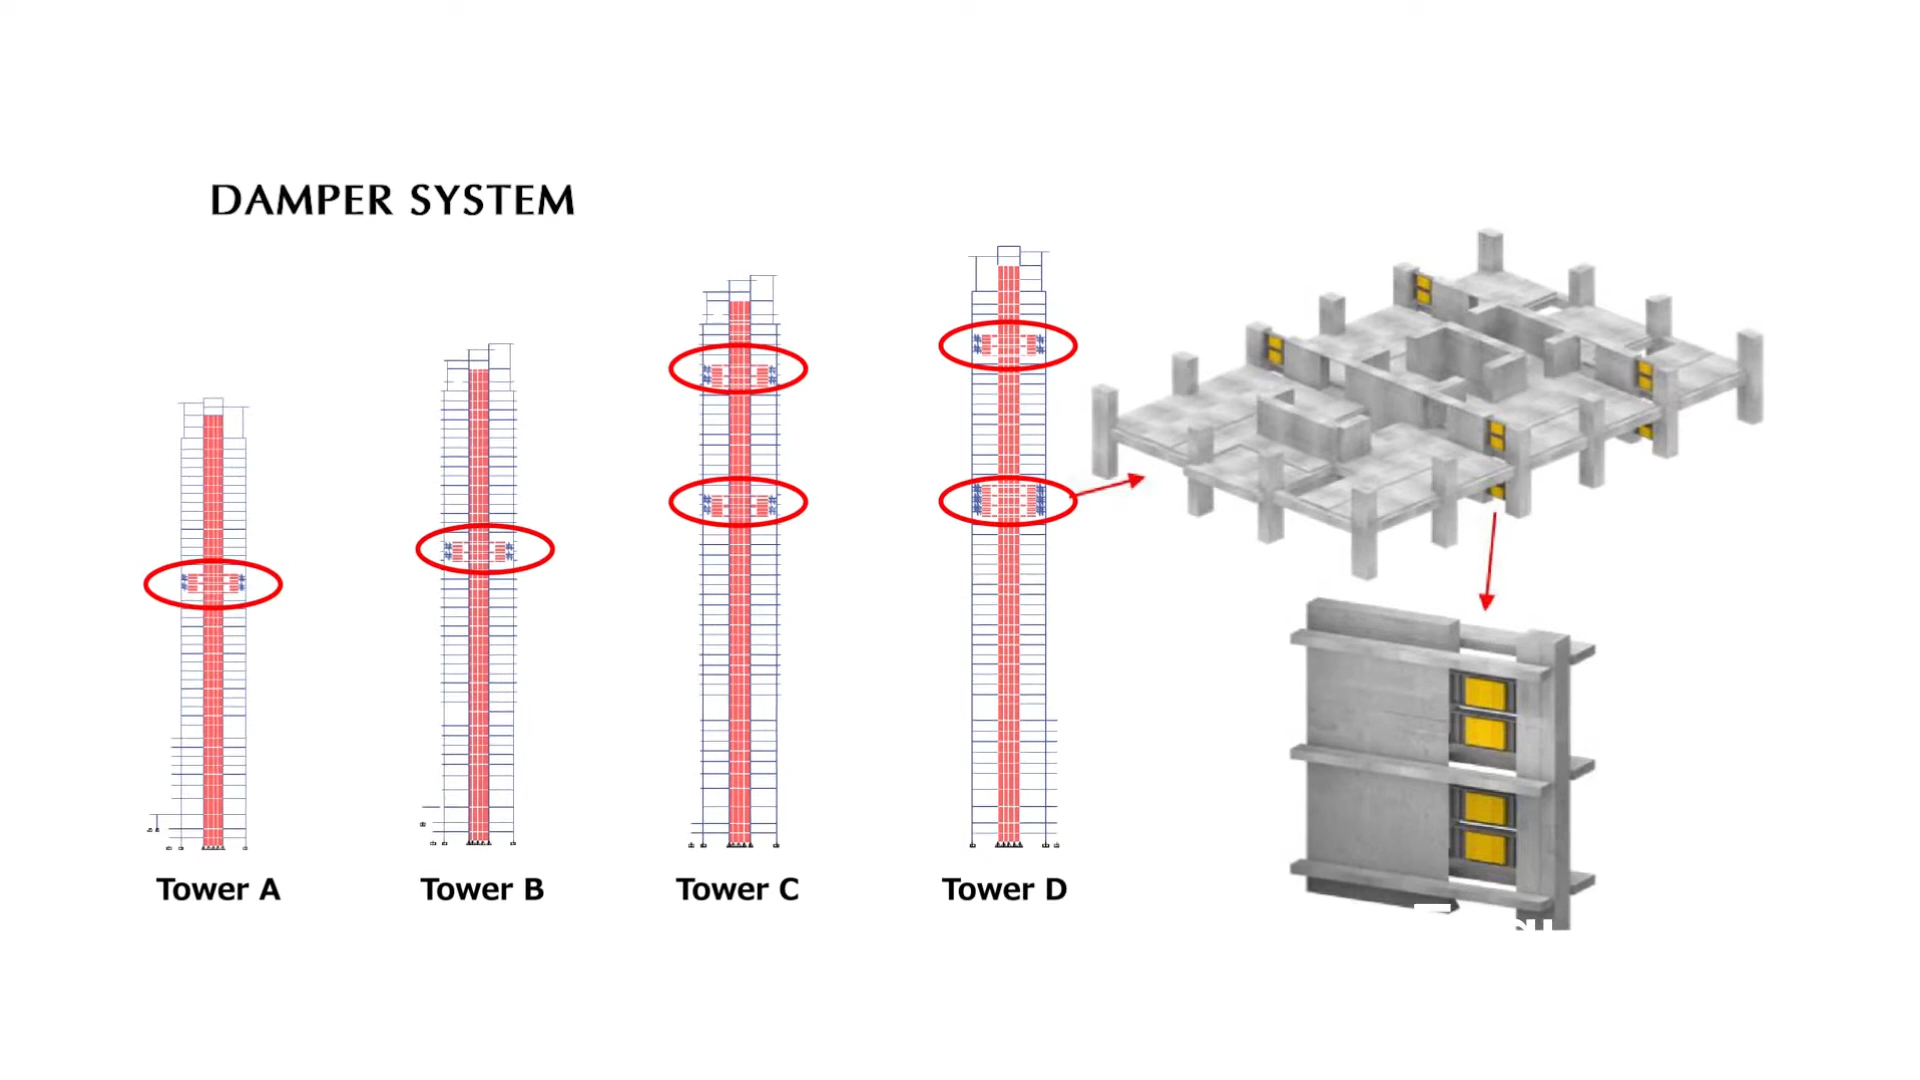 DAMPER SYSTEM
Tower A
Tower B
Tower C
Tower D